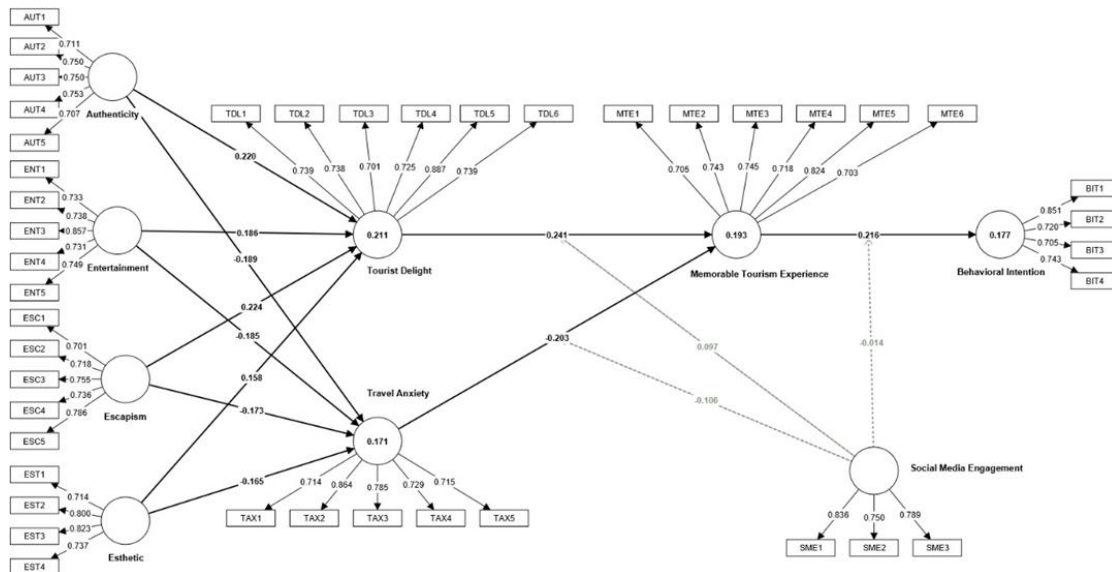 AUT1
AUT2
AUT3
AUT4
AUT5
0.711
0.750
0.750
0.753
0.707
Authenticity
ENT1
ENT2
ENT3
ENT4
ENT5
0.733
0.738
0.857
0.731
0.749
Entertainment
ESC1
ESC2
ESC3
ESC4
ESC5
0.701
0.718
0.755
0.736
0.786
Escapism
EST1
EST2
EST3
EST4
0.714
0.800
0.823
0.737
Esthetic
0.220
0.186
-0.189
0.224
-0.185
0.158
-0.173
-0.165
TDL1
TDL2
TDL3
TDL4
TDL5
TDL6
0.739
0.738
0.701
0.725
0.887
0.739
0.211
Tourist Delight
Travel Anxiety
0.171
0.714
0.864
0.785
0.729
0.715
TAX1
TAX2
TAX3
TAX4
TAX5
0.241
-0.203
MTE1
MTE2
MTE3
MTE4
MTE5
MTE6
0.705
0.743
0.745
0.718
0.824
0.703
0.193
Memorable Tourism Experience
0.216
0.097
-0.014
-0.106
0.177
Behavioral Intention
0.851
0.720
0.705
0.743
BIT1
BIT2
BIT3
BIT4
Social Media Engagement
0.836
0.750
0.789
SME1
SME2
SME3